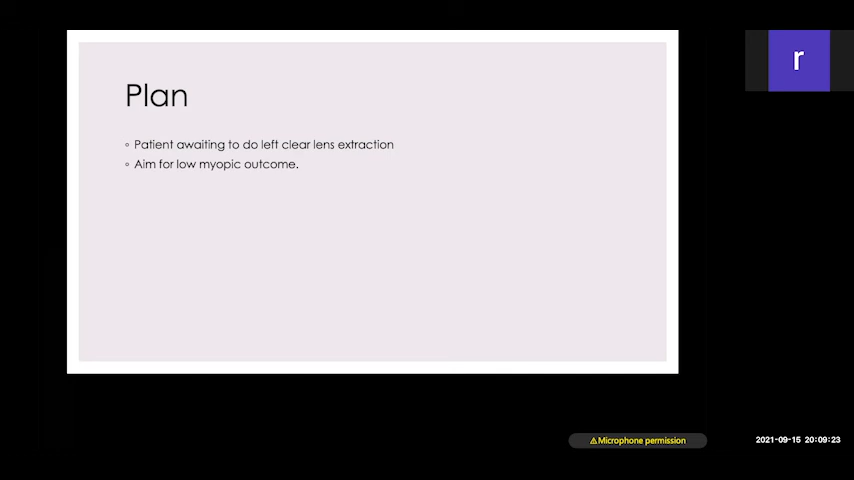 Plan
◦ Patient awaiting to do left clear lens extraction
◦ Aim for low myopic outcome.
r
⚠Microphone permission
2021-09-15 20:09:23